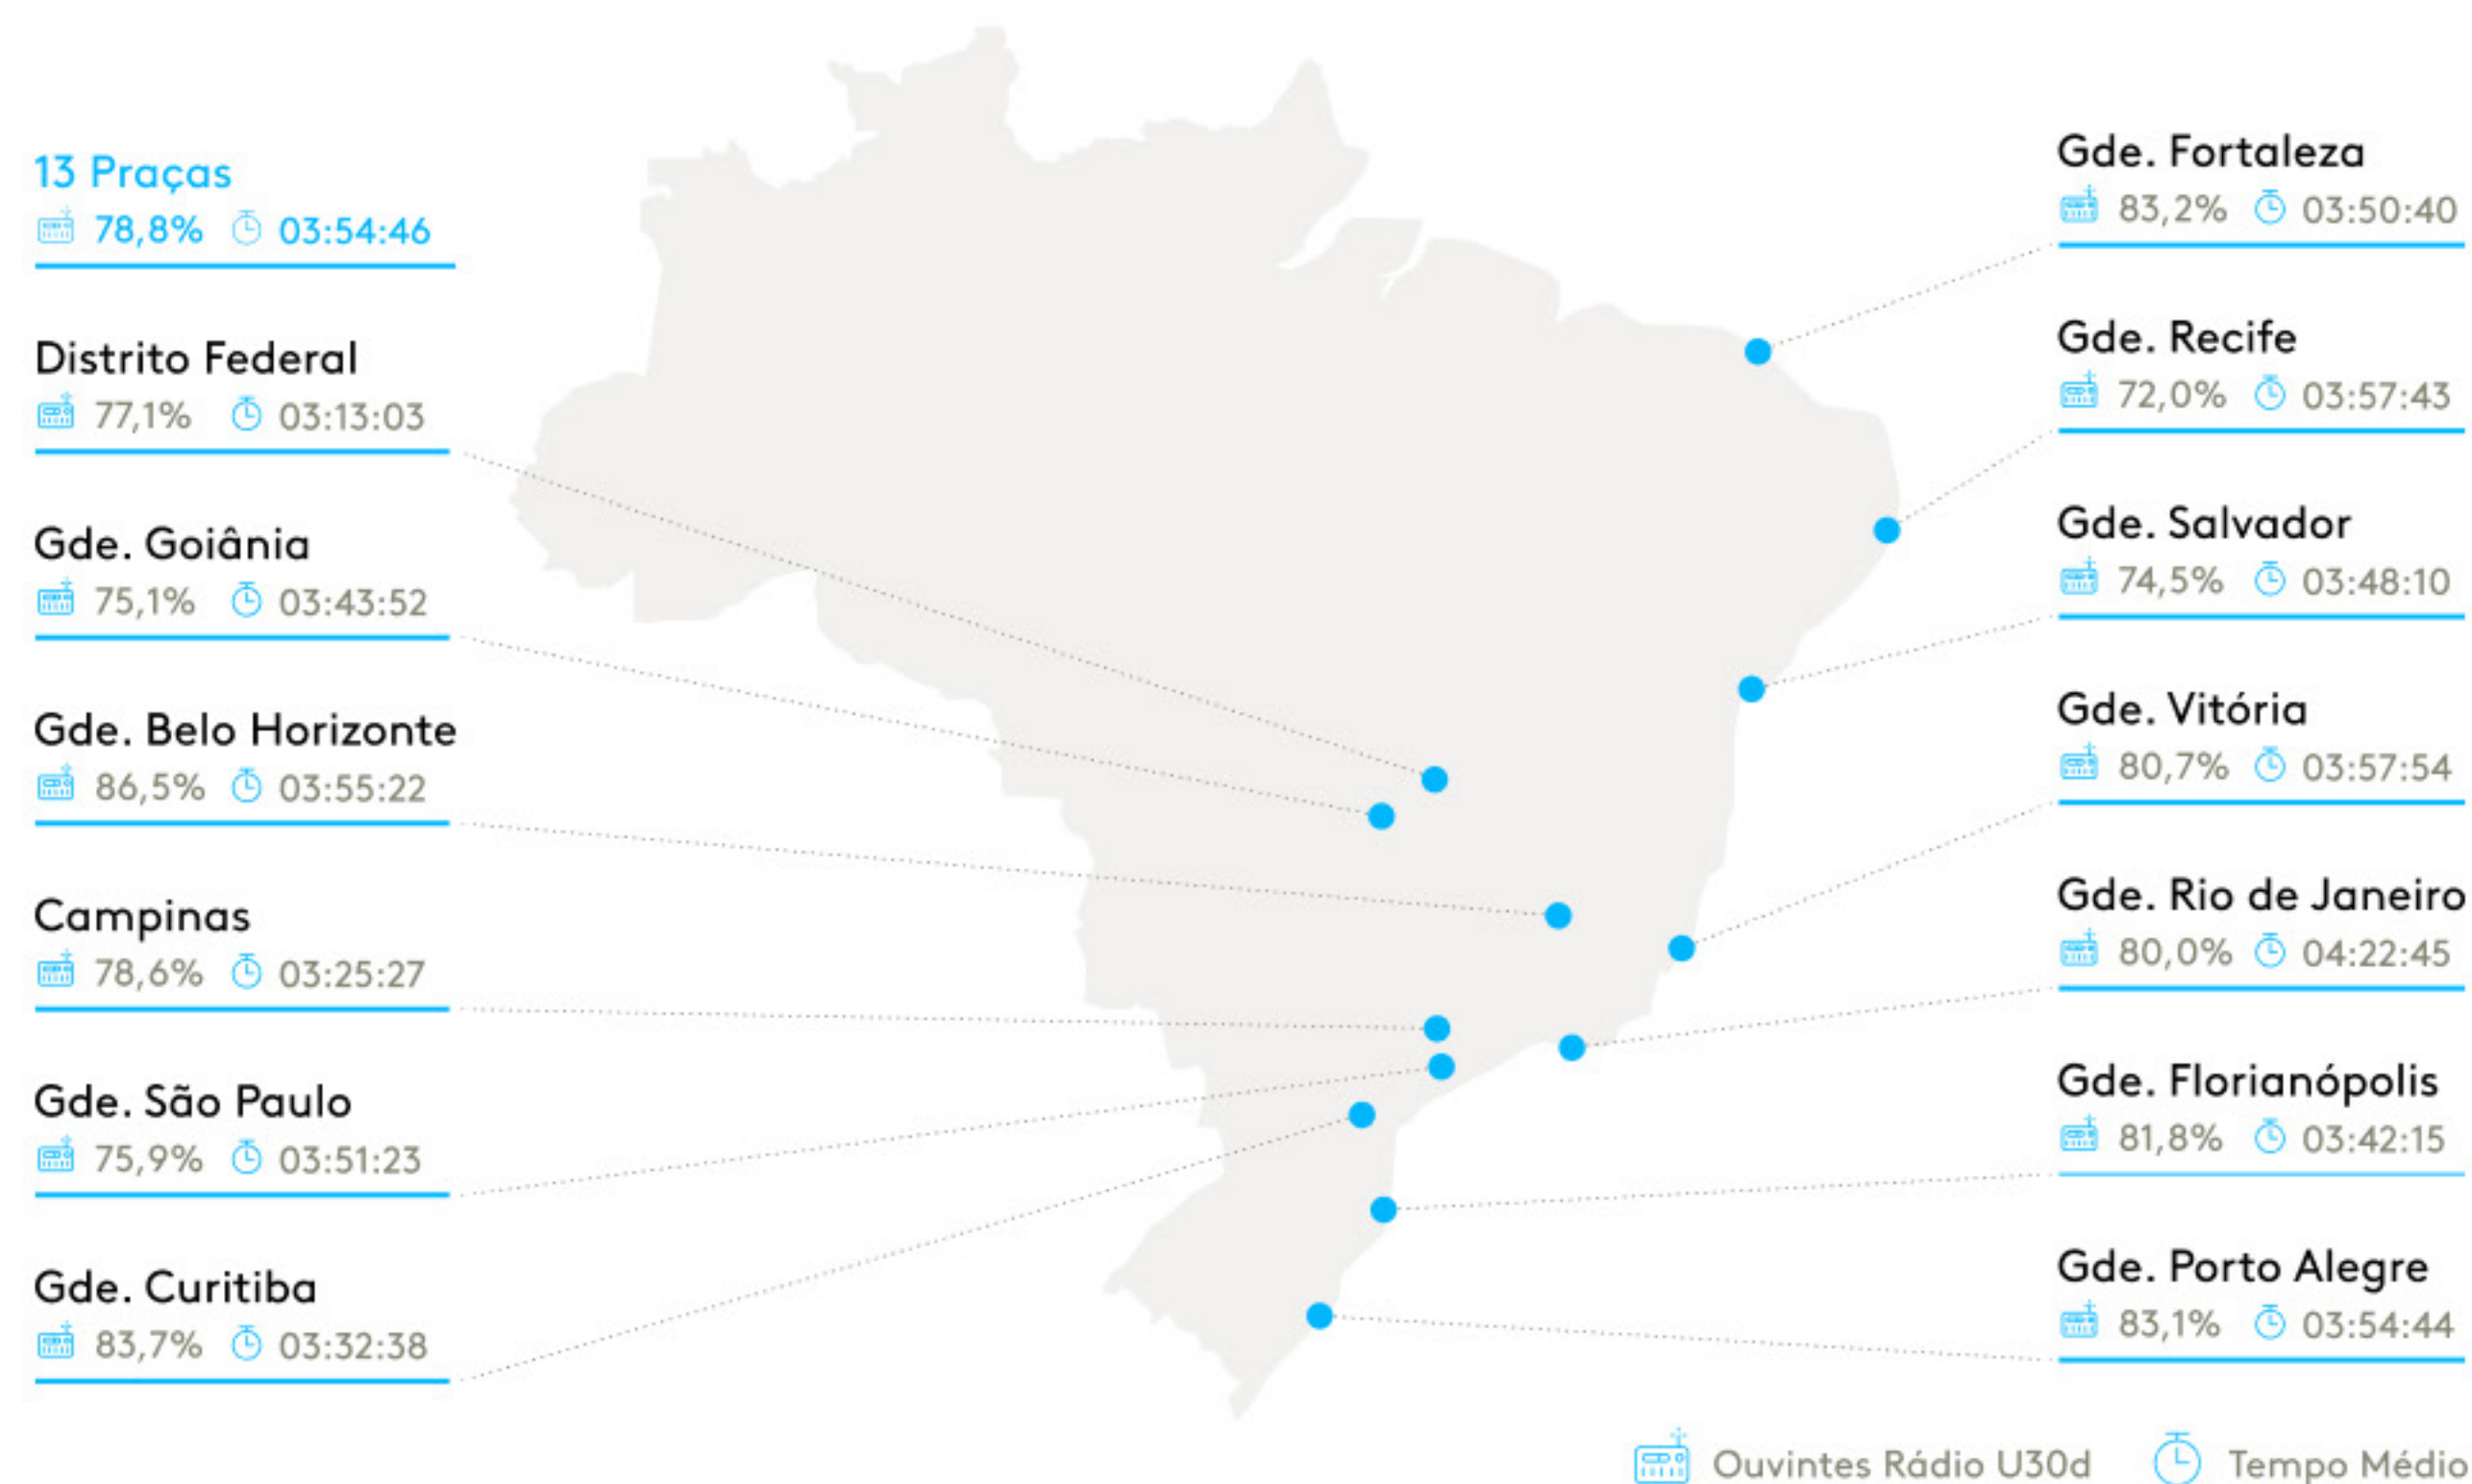 13 Praças
78,8% 03:54:46
Distrito Federal
77,1% 03:13:03
Gde. Goiânia
75,1% 03:43:52
Gde. Belo Horizonte
86,5% 03:55:22
Campinas
78,6% 03:25:27
Gde. São Paulo
75,9% 03:51:23
Gde. Curitiba
83,7% 03:32:38
Gde. Fortaleza
83,2% 03:50:40
Gde. Recife
72,0% 03:57:43
Gde. Salvador
74,5% 03:48:10
Gde. Vitória
80,7% 03:57:54
Gde. Rio de Janeiro
80,0% 04:22:45
Gde. Florianópolis
81,8% 03:42:15
Gde. Porto Alegre
83,1% 03:54:44
Ouvintes Rádio U30d Tempo Médio